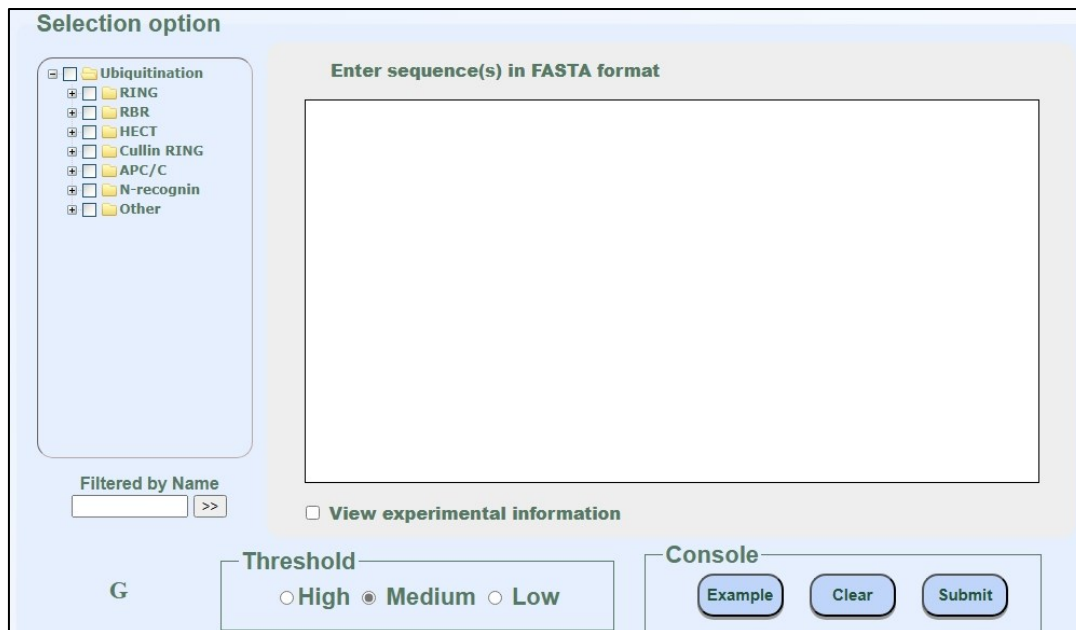 Selection option
Ubiquitination
RING
RBR
HECT
Cullin RING
APC/C
N-recognin
Other
Filtered by Name
>>
Enter sequence(s) in FASTA format
View experimental information
G
Threshold
High Medium Low
Console
Example Clear Submit